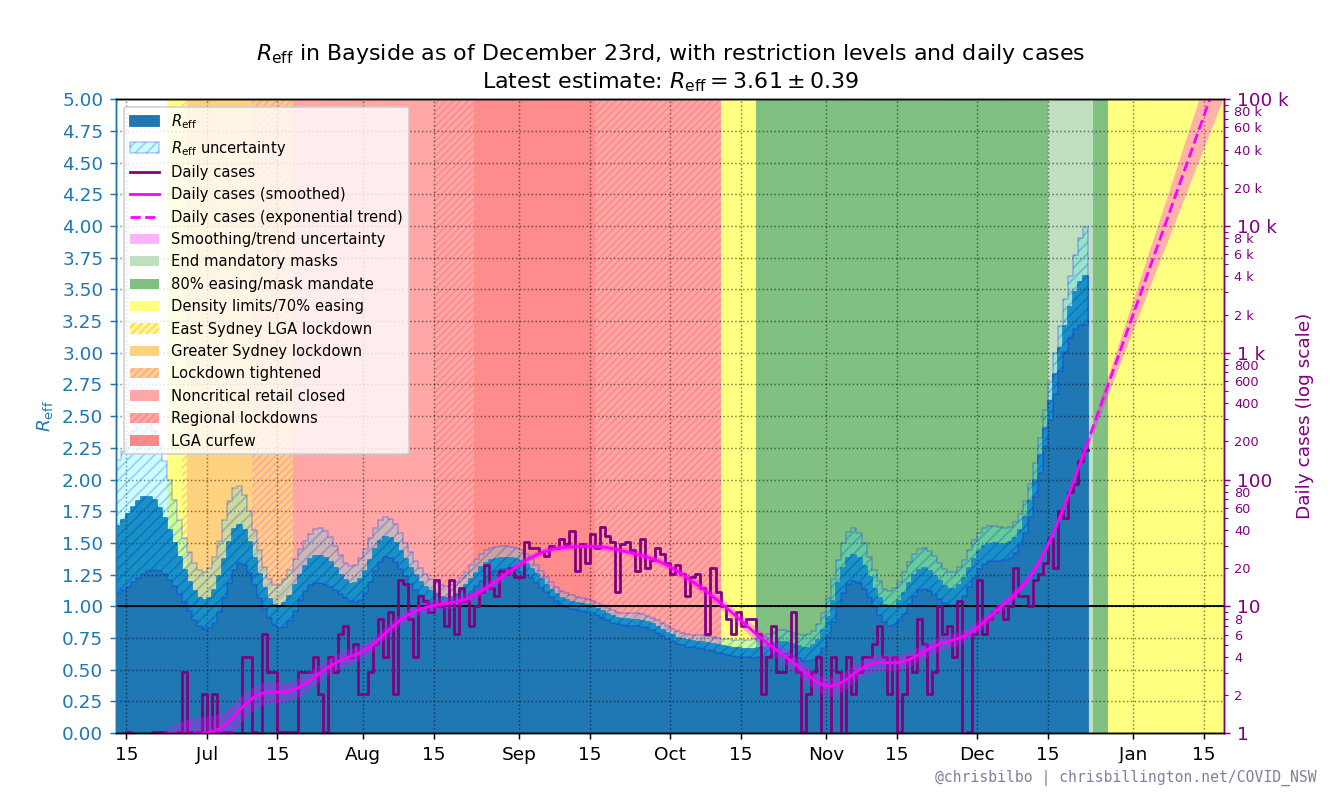 R_eff in Bayside as of December 23rd, with restriction levels and daily cases
Latest estimate: R_eff = 3.61 ± 0.39
R_eff
5.00
4.75
4.50
4.25
4.00
3.75
3.50
3.25
3.00
2.75
2.50
2.25
2.00
1.75
1.50
1.25
1.00
0.75
0.50
0.25
0.00
R_eff
R_eff uncertainty
Daily cases
Daily cases (smoothed)
Daily cases (exponential trend)
Smoothing/trend uncertainty
End mandatory masks
80% easing/mask mandate
Density limits/70% easing
East Sydney LGA lockdown
Greater Sydney lockdown
Lockdown tightened
Noncritical retail closed
Regional lockdowns
LGA curfew
100 k
80 k
60 k
40 k
20 k
10 k
8 k
6 k
4 k
2 k
1 k
800
600
400
200
100
80
60
40
20
10
8
6
4
2
1
Daily cases (log scale)
15 Jul 15 Aug 15 Sep 15 Oct 15 Nov 15 Dec 15 Jan 15
@chrisbilbo | chrisbillington.net/COVID_NSW